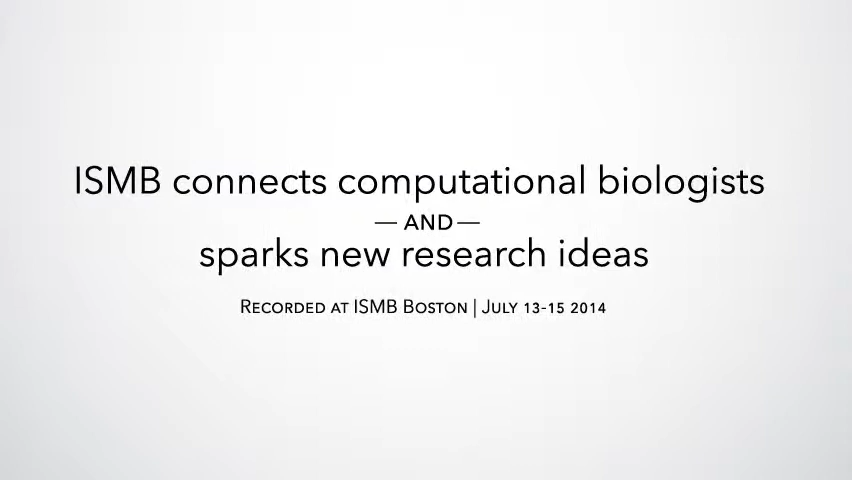 ISMB connects computational biologists
— AND —
sparks new research ideas
RECORDED AT ISMB BOSTON | JULY 13-15 2014